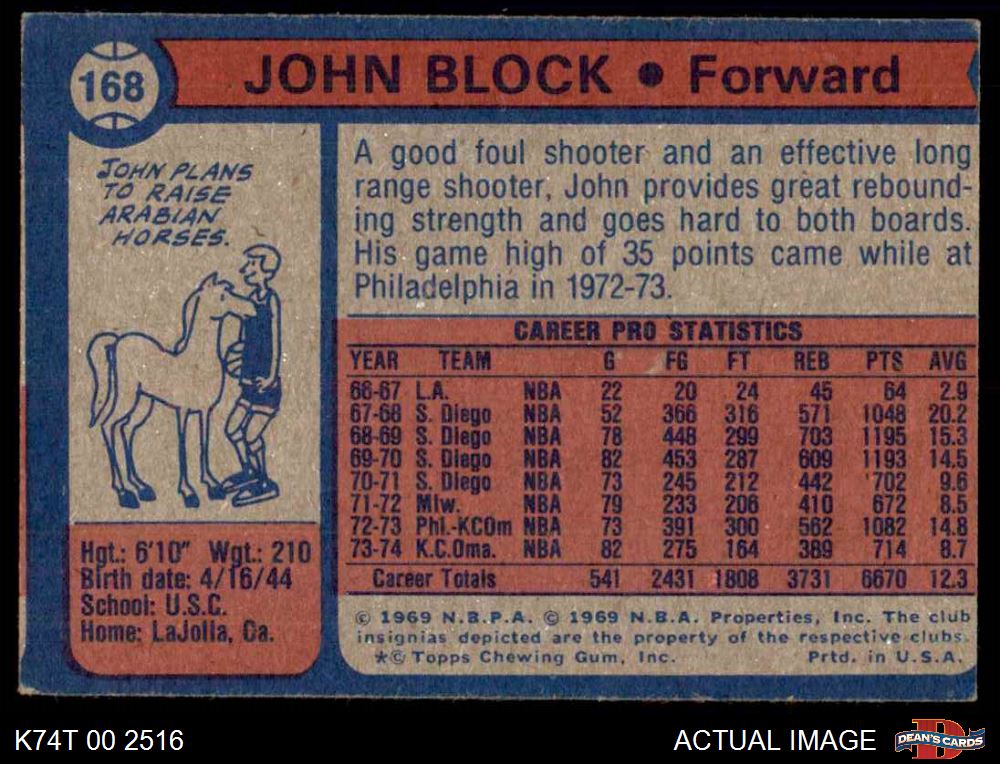 168
JOHN BLOCK • Forward
JOHN PLANS
TO RAISE
ARABIAN
HORSES.
A good foul shooter and an effective long
range shooter, John provides great rebound-
ing strength and goes hard to both boards.
His game high of 35 points came while at
Philadelphia in 1972-73.
CAREER PRO STATISTICS
YEAR TEAM G FG FT REB PTS AVG
66-67 L.A. NBA 22 20 24 45 64 2.9
67-68 S. Diego NBA 52 366 316 571 1048 20.2
68-69 S. Diego NBA 78 448 299 703 1195 15.3
69-70 S. Diego NBA 82 453 287 609 1193 14.5
70-71 S. Diego NBA 73 245 212 442 702 9.6
71-72 Mlw. NBA 79 233 206 410 672 8.5
72-73 Phl.-KCOm NBA 73 391 300 562 1082 14.8
73-74 K.C.Oma. NBA 82 275 164 389 714 8.7
Career Totals 541 2431 1808 3731 6670 12.3
Hgt.: 6'10" Wgt.: 210
Birth date: 4/16/44
School: U.S.C.
Home: LaJolla, Ca.
© 1969 N.B.P.A. © 1969 N.B.A. Properties, Inc. The club
insignias depicted are the property of the respective clubs.
*© Topps Chewing Gum, Inc. Prtd. in U.S.A.
K74T 00 2516
ACTUAL IMAGE
D
DEAN'S CARDS